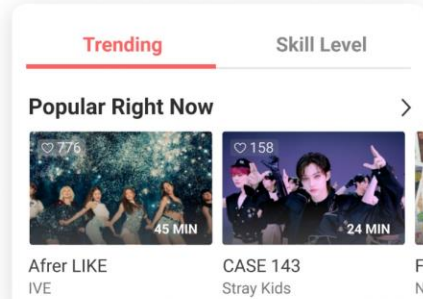 Trending Skill Level
Popular Right Now
776 158
45 MIN 24 MIN
Afrer LIKE CASE 143 F
IVE Stray Kids N